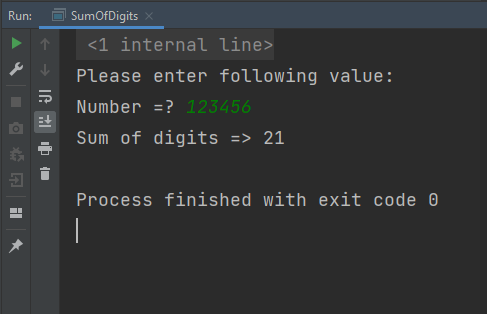 Run: SumOfDigits
<1 internal line>
Please enter following value:
Number =? 123456
Sum of digits => 21
Process finished with exit code 0